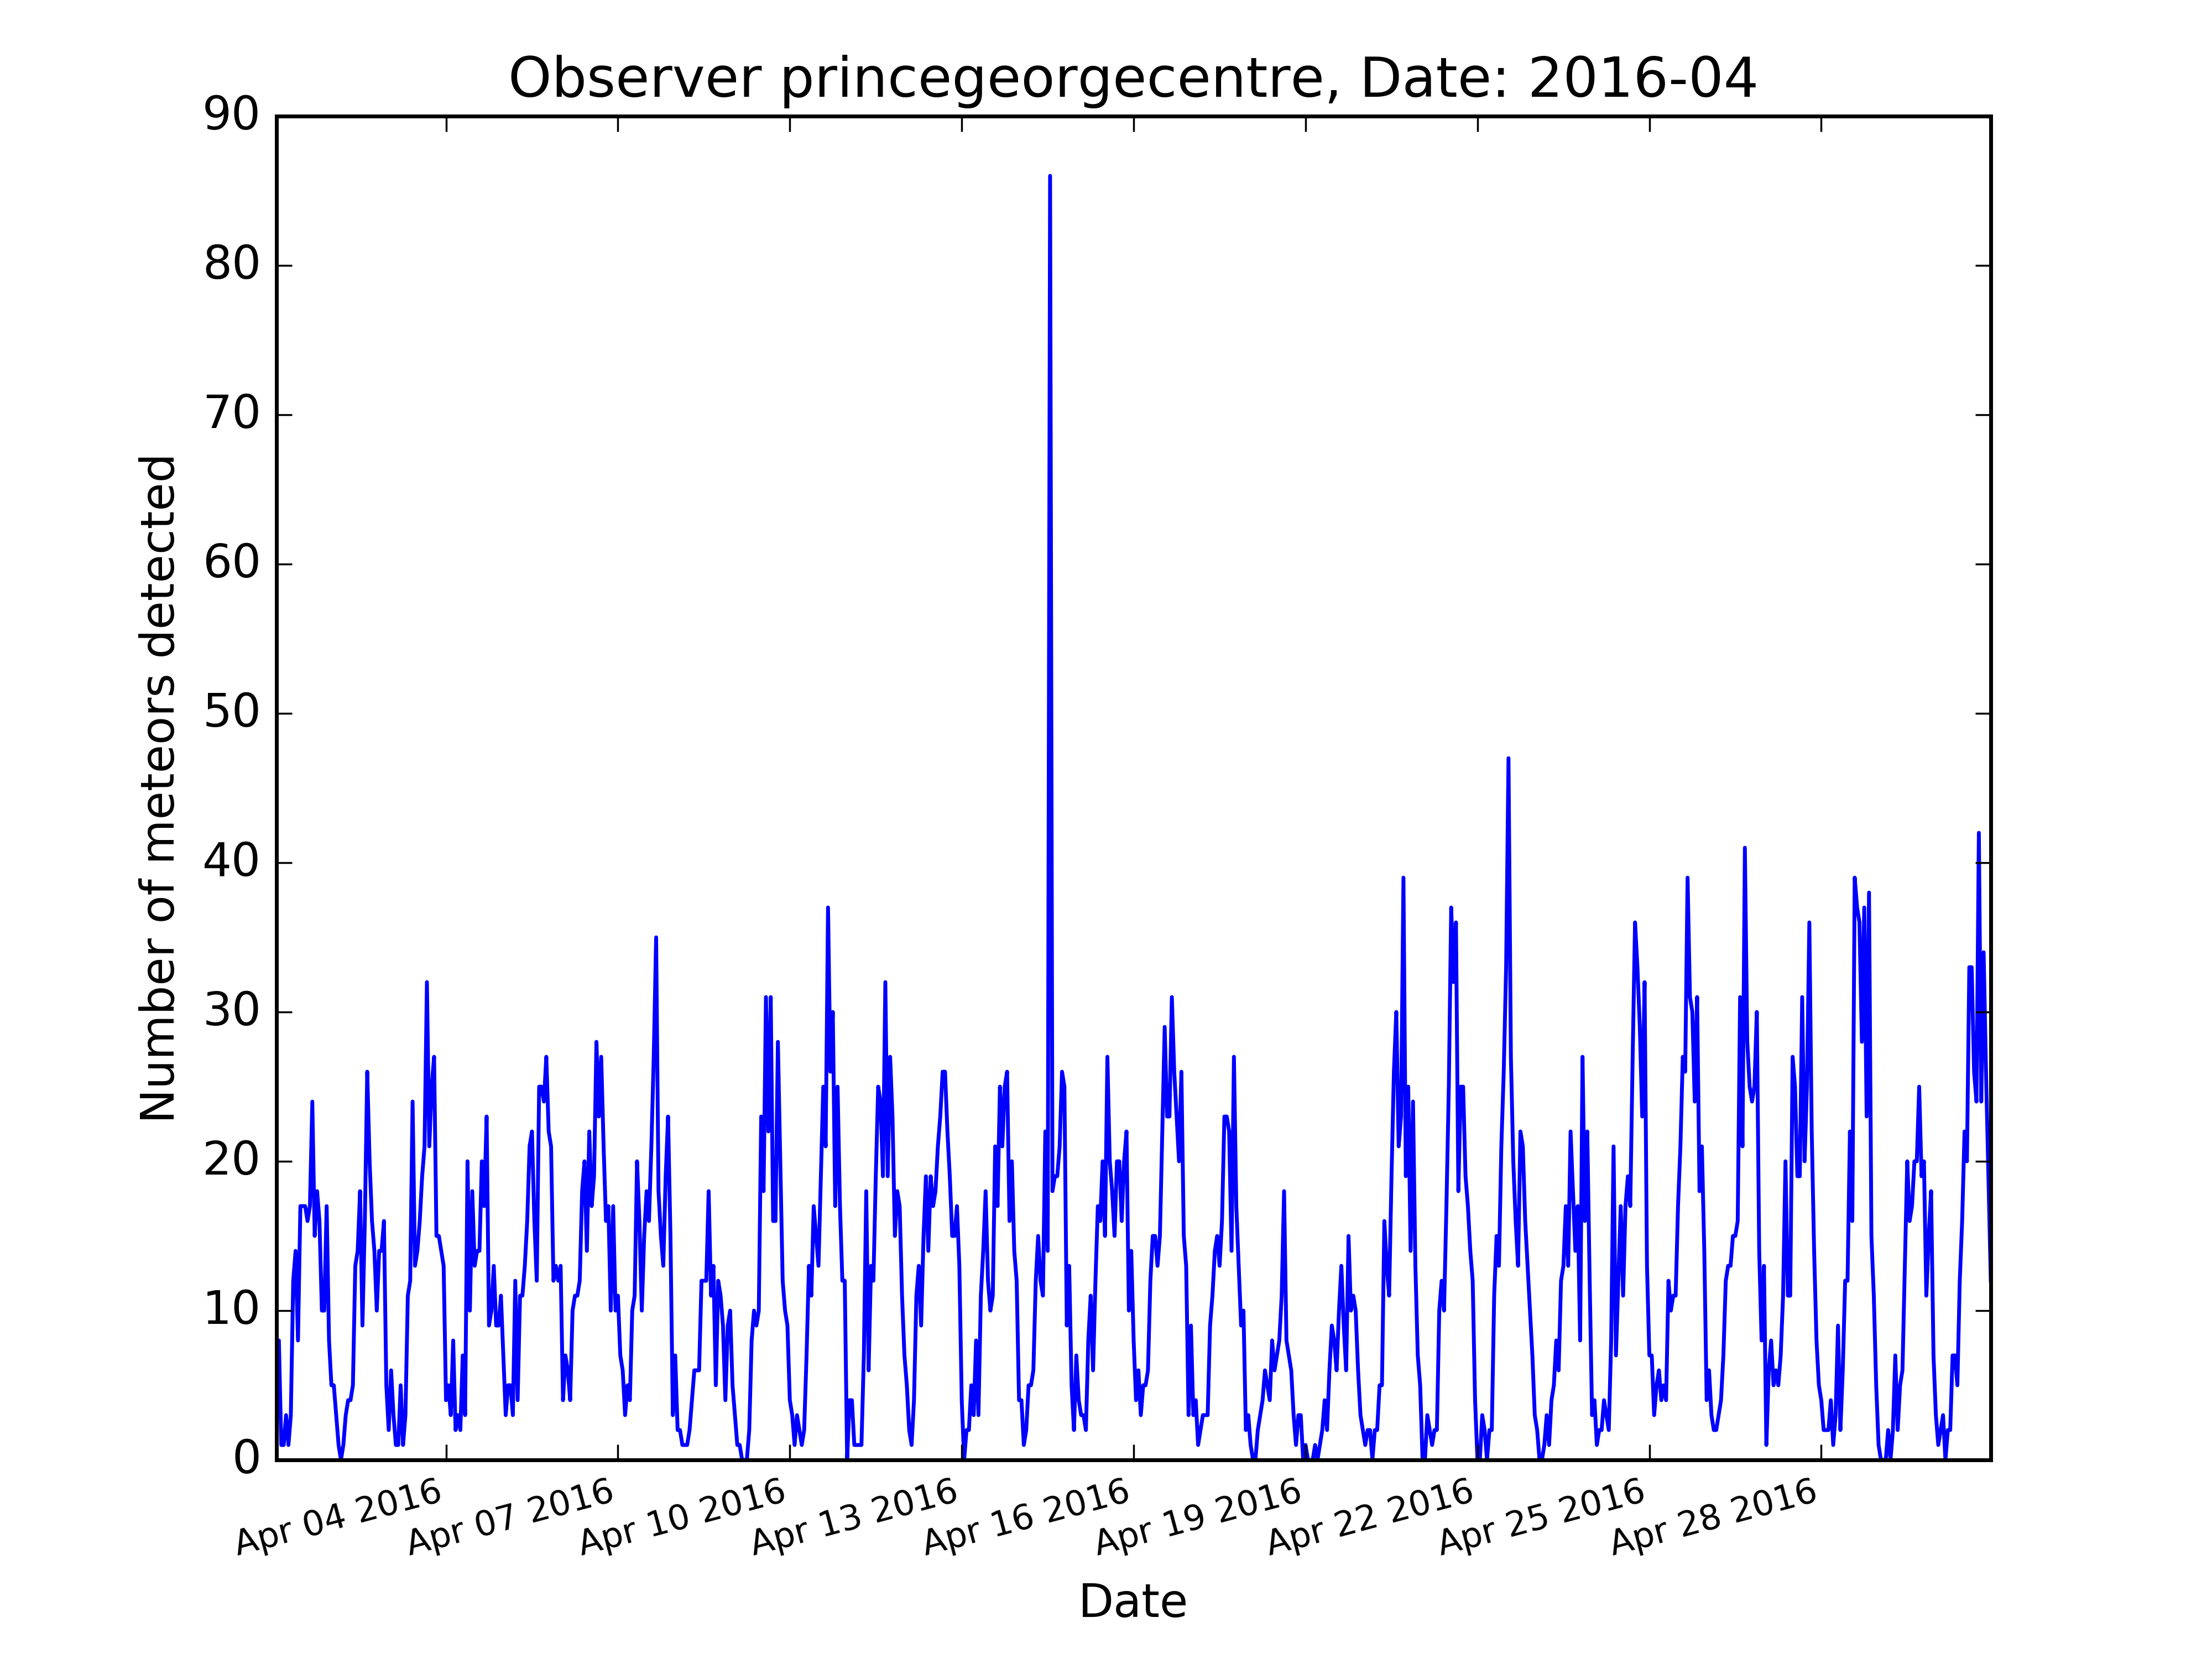 Observer princegeorgecentre, Date: 2016-04
90
80
70
60
50
40
30
20
10
0
Number of meteors detected
Apr 04 2016
Apr 07 2016
Apr 10 2016
Apr 13 2016
Apr 16 2016
Apr 19 2016
Apr 22 2016
Apr 25 2016
Apr 28 2016
Date